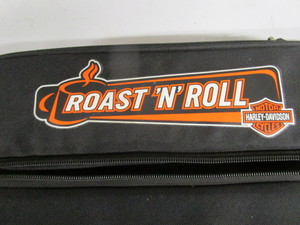 ROAST 'N' ROLL
MOTOR
HARLEY-DAVIDSON
CYCLES